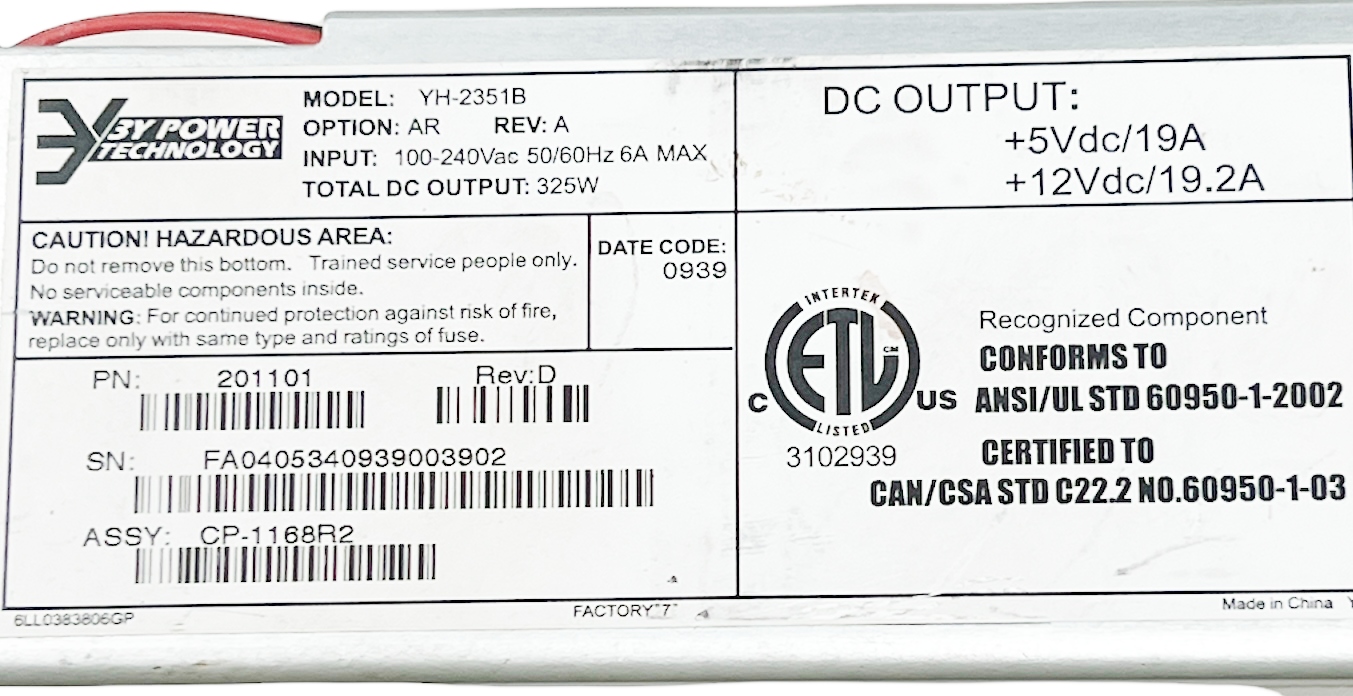 3Y POWER
TECHNOLOGY
MODEL: YH-2351B
OPTION: AR REV: A
INPUT: 100-240Vac 50/60Hz 6A MAX
TOTAL DC OUTPUT: 325W
DC OUTPUT:
+5Vdc/19A
+12Vdc/19.2A
CAUTION! HAZARDOUS AREA:
Do not remove this bottom. Trained service people only.
No serviceable components inside.
WARNING: For continued protection against risk of fire,
replace only with same type and ratings of fuse.
DATE CODE:
0939
PN: 201101 Rev:D
SN: FA0405340939003902
ASSY: CP-1168R2
INTERTEK
ETL CM
LISTED
C US
3102939
Recognized Component
CONFORMS TO
ANSI/UL STD 60950-1-2002
CERTIFIED TO
CAN/CSA STD C22.2 NO.60950-1-03
6LL0383806GP
FACTORY"7"
Made in China